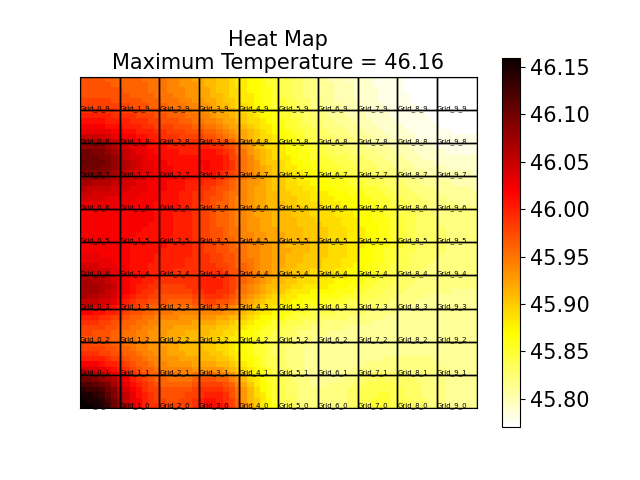 Heat Map
Maximum Temperature = 46.16
Grid_0_9 Grid_1_9 Grid_2_9 Grid_3_9 Grid_4_9 Grid_5_9 Grid_6_9 Grid_7_9 Grid_8_9 Grid_9_9
Grid_0_8 Grid_1_8 Grid_2_8 Grid_3_8 Grid_4_8 Grid_5_8 Grid_6_8 Grid_7_8 Grid_8_8 Grid_9_8
Grid_1_7 Grid_2_7 Grid_3_7 Grid_4_7 Grid_5_7 Grid_6_7 Grid_7_7 Grid_8_7 Grid_9_7
Grid_0_6 Grid_1_6 Grid_2_6 Grid_3_6 Grid_4_6 Grid_5_6 Grid_6_6 Grid_7_6 Grid_8_6 Grid_9_6
Grid_0_5 Grid_1_5 Grid_2_5 Grid_3_5 Grid_4_5 Grid_5_5 Grid_6_5 Grid_7_5 Grid_8_5 Grid_9_5
Grid_0_4 Grid_1_4 Grid_2_4 Grid_3_4 Grid_4_4 Grid_5_4 Grid_6_4 Grid_7_4 Grid_8_4 Grid_9_4
Grid_0_3 Grid_1_3 Grid_2_3 Grid_3_3 Grid_4_3 Grid_5_3 Grid_6_3 Grid_7_3 Grid_8_3 Grid_9_3
Grid_0_2 Grid_1_2 Grid_2_2 Grid_3_2 Grid_4_2 Grid_5_2 Grid_6_2 Grid_7_2 Grid_8_2 Grid_9_2
Grid_0_1 Grid_1_1 Grid_2_1 Grid_3_1 Grid_4_1 Grid_5_1 Grid_6_1 Grid_7_1 Grid_8_1 Grid_9_1
Grid_1_0 Grid_2_0 Grid_3_0 Grid_4_0 Grid_5_0 Grid_6_0 Grid_7_0 Grid_8_0 Grid_9_0
46.15
46.10
46.05
46.00
45.95
45.90
45.85
45.80